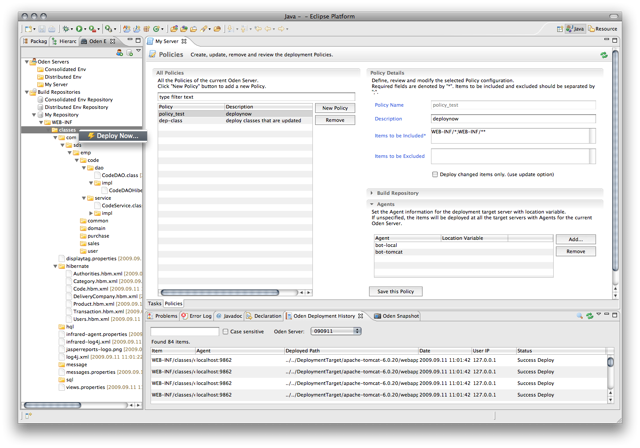 Java - - Eclipse Platform
Java
Resource
Packag
Hierarc
Oden E
My Server
Policies
Create, update, remove and review the deployment Policies.
Oden Servers
Consolidated Env
Distributed Env
My Server
Build Repositories
Consolidated Env Repository
Distributed Env Repository
My Repository
WEB-INF
classes
Deploy Now...
com
sds
emp
code
dao
CodeDAO.class [
CodeDAOHibe
impl
service
CodeService.clas
impl
common
domain
purchase
sales
user
displaytag.properties [2009.09.
hibernate
Authorities.hbm.xml [2009
Category.hbm.xml [2009.
Code.hbm.xml [2009.09.1
DeliveryCompany.hbm.xml
Product.hbm.xml [2009.0
Transaction.hbm.xml [200
Users.hbm.xml [2009.09.
hql
infrared-agent.properties [200
infrared-log4j.xml [2009.09.11
jasperreports-logo.png [2009.
log4j.xml [2009.09.11 11:01:
message
messages.properties [2009.09.
sql
views.properties [2009.09.11
All Policies
All the Policies of the current Oden Server.
Click "New Policy" button to add a new Policy.
type filter text
Policy
Description
policy_test
deploynow
dep-class
deploy classes that are updated
New Policy
Remove
Policy Details
Define, review and modify the selected Policy configuration.
Required fields are denoted by "*". Items to be included and excluded should be separated by
Policy Name
policy_test
Description
deploynow
Items to be Included*
WEB-INF/*;WEB-INF/**
Items to be Excluded
Deploy changed items only. (use update option)
Build Repository
Agents
Set the Agent information for the deployment target server with location variable.
If unspecified, the items will be deployed at all the target servers with Agents for the current Oden Server.
Agent
Location Variable
bot-local
bot-tomcat
Add...
Remove
Save this Policy
Tasks
Policies
Problems
Error Log
Javadoc
Declaration
Oden Deployment History
Oden Snapshot
Case sensitive
Oden Server:
090911
Found 84 items.
Item
Agent
Deployed Path
Date
User IP
Status
WEB-INF/classes/c
localhost:9862
../../DeploymentTarget/apache-tomcat-6.0.20/webapp
2009.09.11 11:01:42
127.0.0.1
Success Deploy
WEB-INF/classes/c
localhost:9862
../../DeploymentTarget/apache-tomcat-6.0.20/webapp
2009.09.11 11:01:42
127.0.0.1
Success Deploy
WEB-INF/classes/c
localhost:9862
../../DeploymentTarget/apache-tomcat-6.0.20/webapp
2009.09.11 11:01:42
127.0.0.1
Success Deploy
WEB-INF/classes/c
localhost:9862
../../DeploymentTarget/apache-tomcat-6.0.20/webapp
2009.09.11 11:01:42
127.0.0.1
Success Deploy